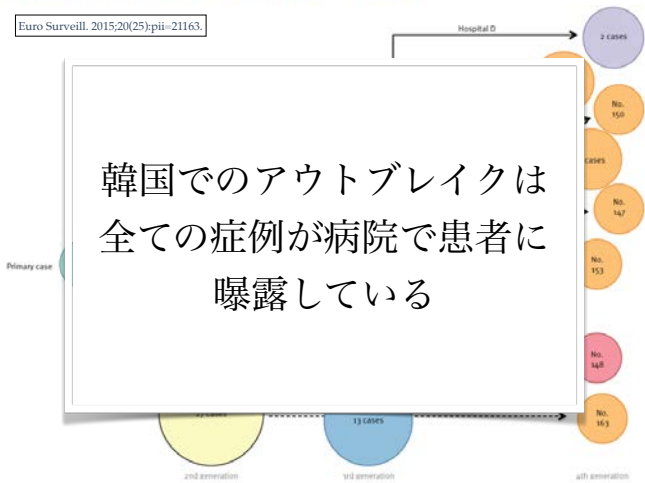 Euro Surveill. 2015;20(25):pii=21163.
Hospital D
2 cases
No.
150
cases
韓国でのアウトブレイクは
全ての症例が病院で患者に
曝露している
No.
147
Primary case
No.
153
No.
148
No.
163
13 cases
2nd generation
3rd generation
4th generation